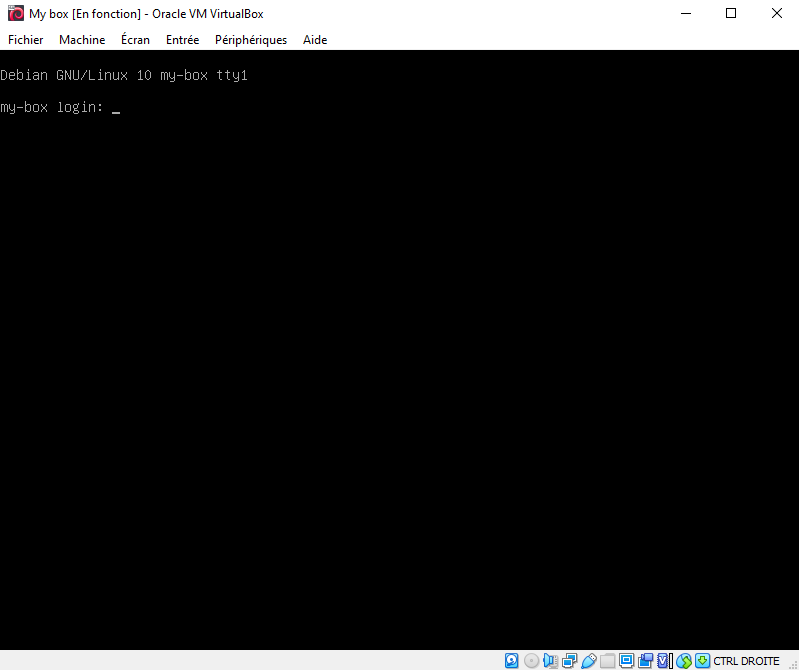 My box [En fonction] - Oracle VM VirtualBox
Fichier Machine Écran Entrée Périphériques Aide
Debian GNU/Linux 10 my-box tty1
my-box login: _
CTRL DROITE